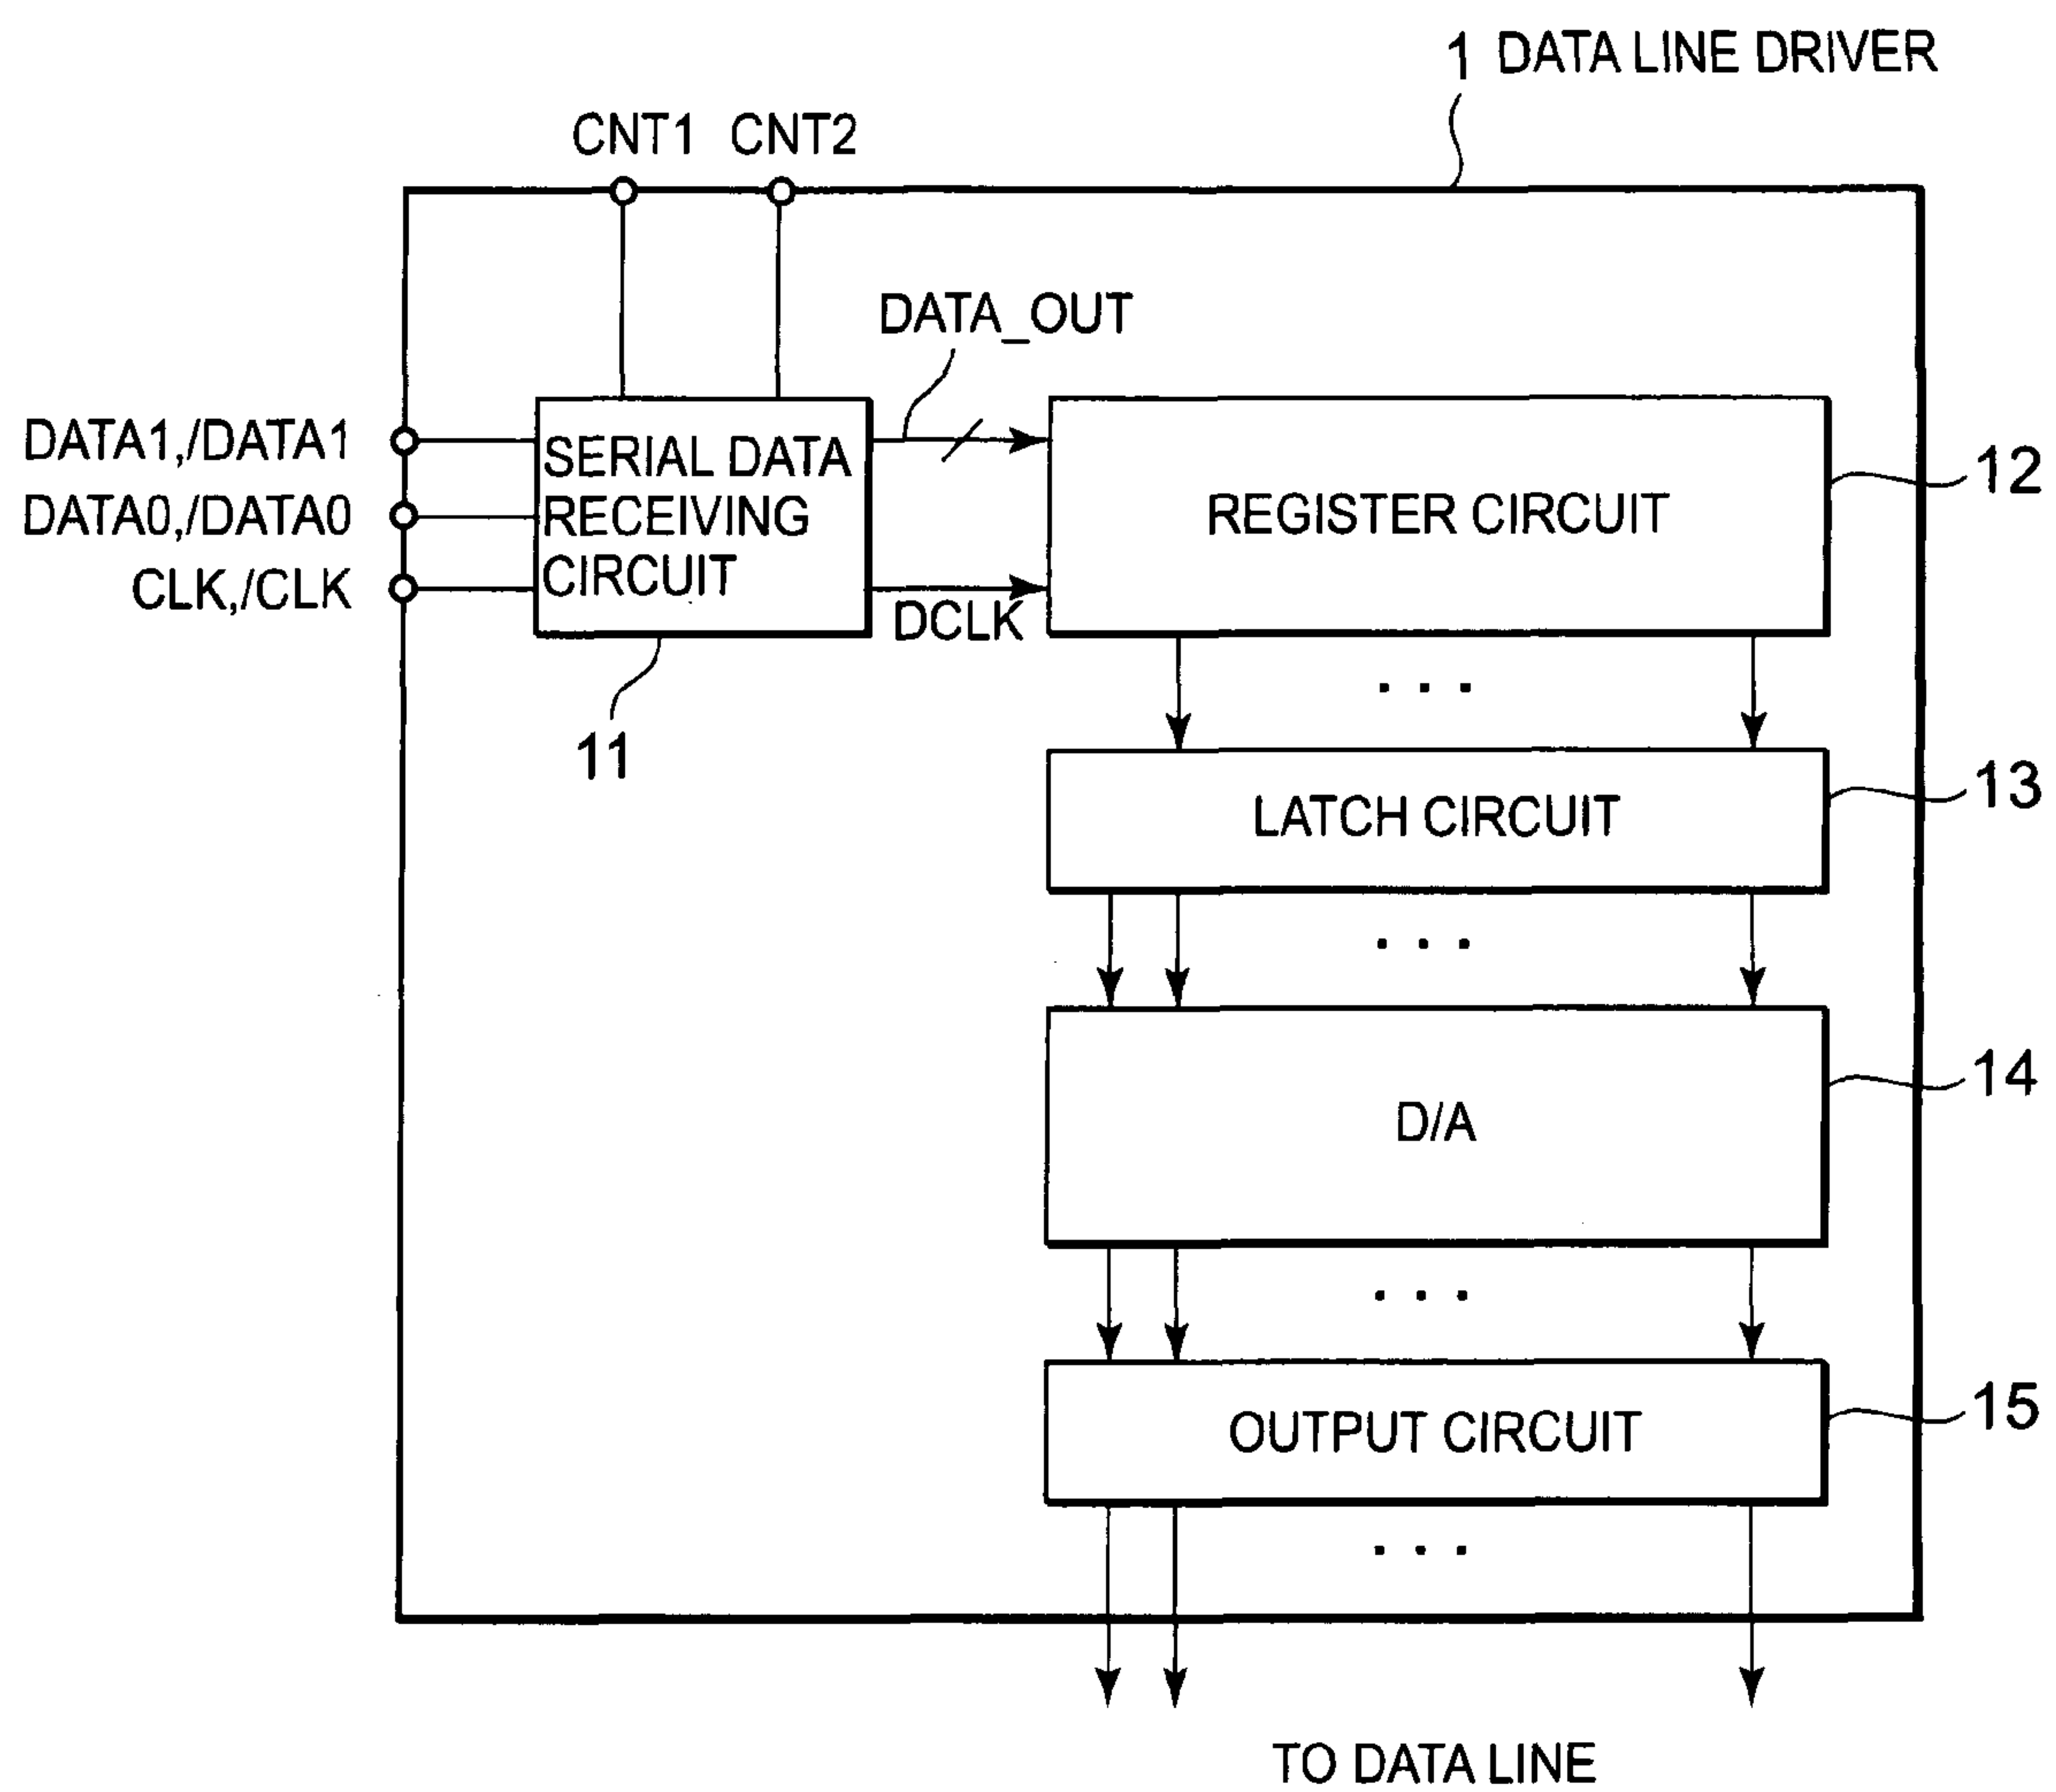 1 DATA LINE DRIVER
CNT1 CNT2
DATA_OUT
DATA1,/DATA1
DATA0,/DATA0
CLK,/CLK
SERIAL DATA
RECEIVING
CIRCUIT
DCLK
REGISTER CIRCUIT
12
11
LATCH CIRCUIT
13
D/A
14
OUTPUT CIRCUIT
15
TO DATA LINE